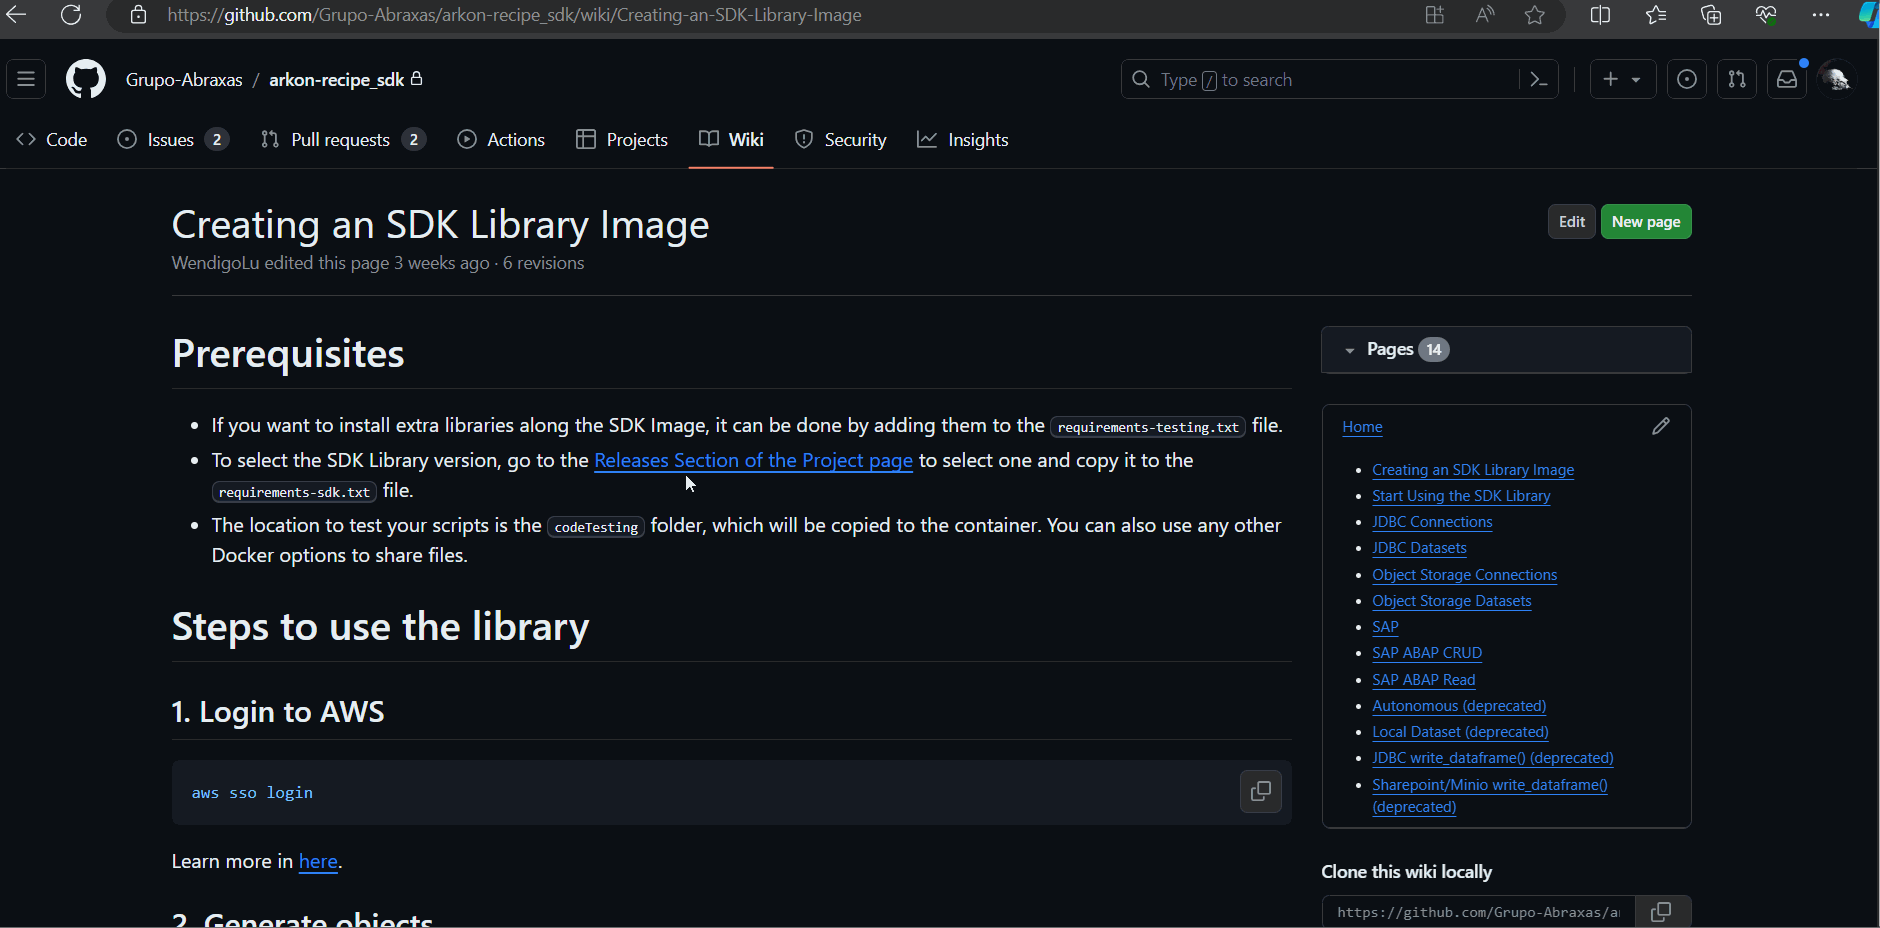 https://github.com/Grupo-Abraxas/arkon-recipe_sdk/wiki/Creating-an-SDK-Library-Image
Grupo-Abraxas / arkon-recipe_sdk
Type / to search
Code
Issues 2
Pull requests 2
Actions
Projects
Wiki
Security
Insights
Creating an SDK Library Image
WendigoLu edited this page 3 weeks ago · 6 revisions
Edit
New page
Prerequisites
• If you want to install extra libraries along the SDK Image, it can be done by adding them to the requirements-testing.txt file.
• To select the SDK Library version, go to the Releases Section of the Project page to select one and copy it to the
requirements-sdk.txt file.
• The location to test your scripts is the codeTesting folder, which will be copied to the container. You can also use any other
Docker options to share files.
Steps to use the library
1. Login to AWS
aws sso login
Learn more in here.
2. Generate objects
Pages 14
Home
• Creating an SDK Library Image
• Start Using the SDK Library
• JDBC Connections
• JDBC Datasets
• Object Storage Connections
• Object Storage Datasets
• SAP
• SAP ABAP CRUD
• SAP ABAP Read
• Autonomous (deprecated)
• Local Dataset (deprecated)
• JDBC write_dataframe() (deprecated)
• Sharepoint/Minio write_dataframe()
(deprecated)
Clone this wiki locally
https://github.com/Grupo-Abraxas/a